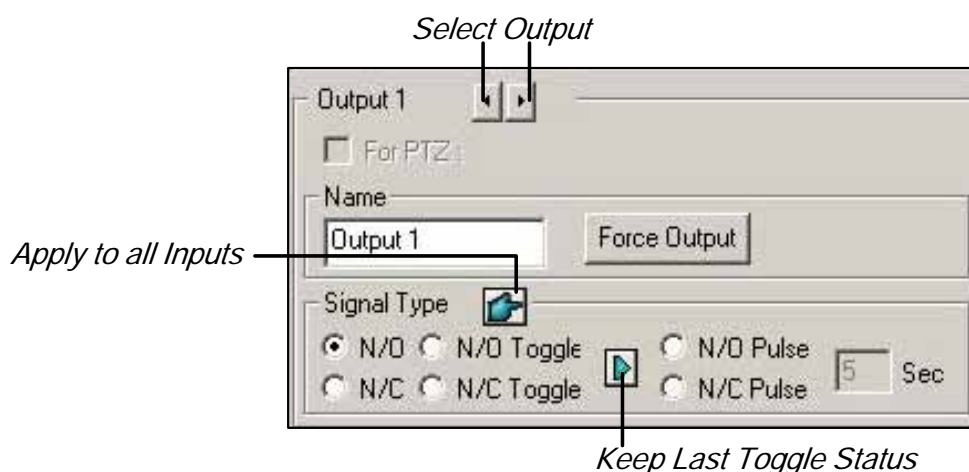 Select Output
Output 1
For PTZ :
Name
Output 1
Force Output
Apply to all Inputs
Signal Type
N/O N/O Toggle N/O Pulse
5 Sec
N/C N/C Toggle N/C Pulse
Keep Last Toggle Status